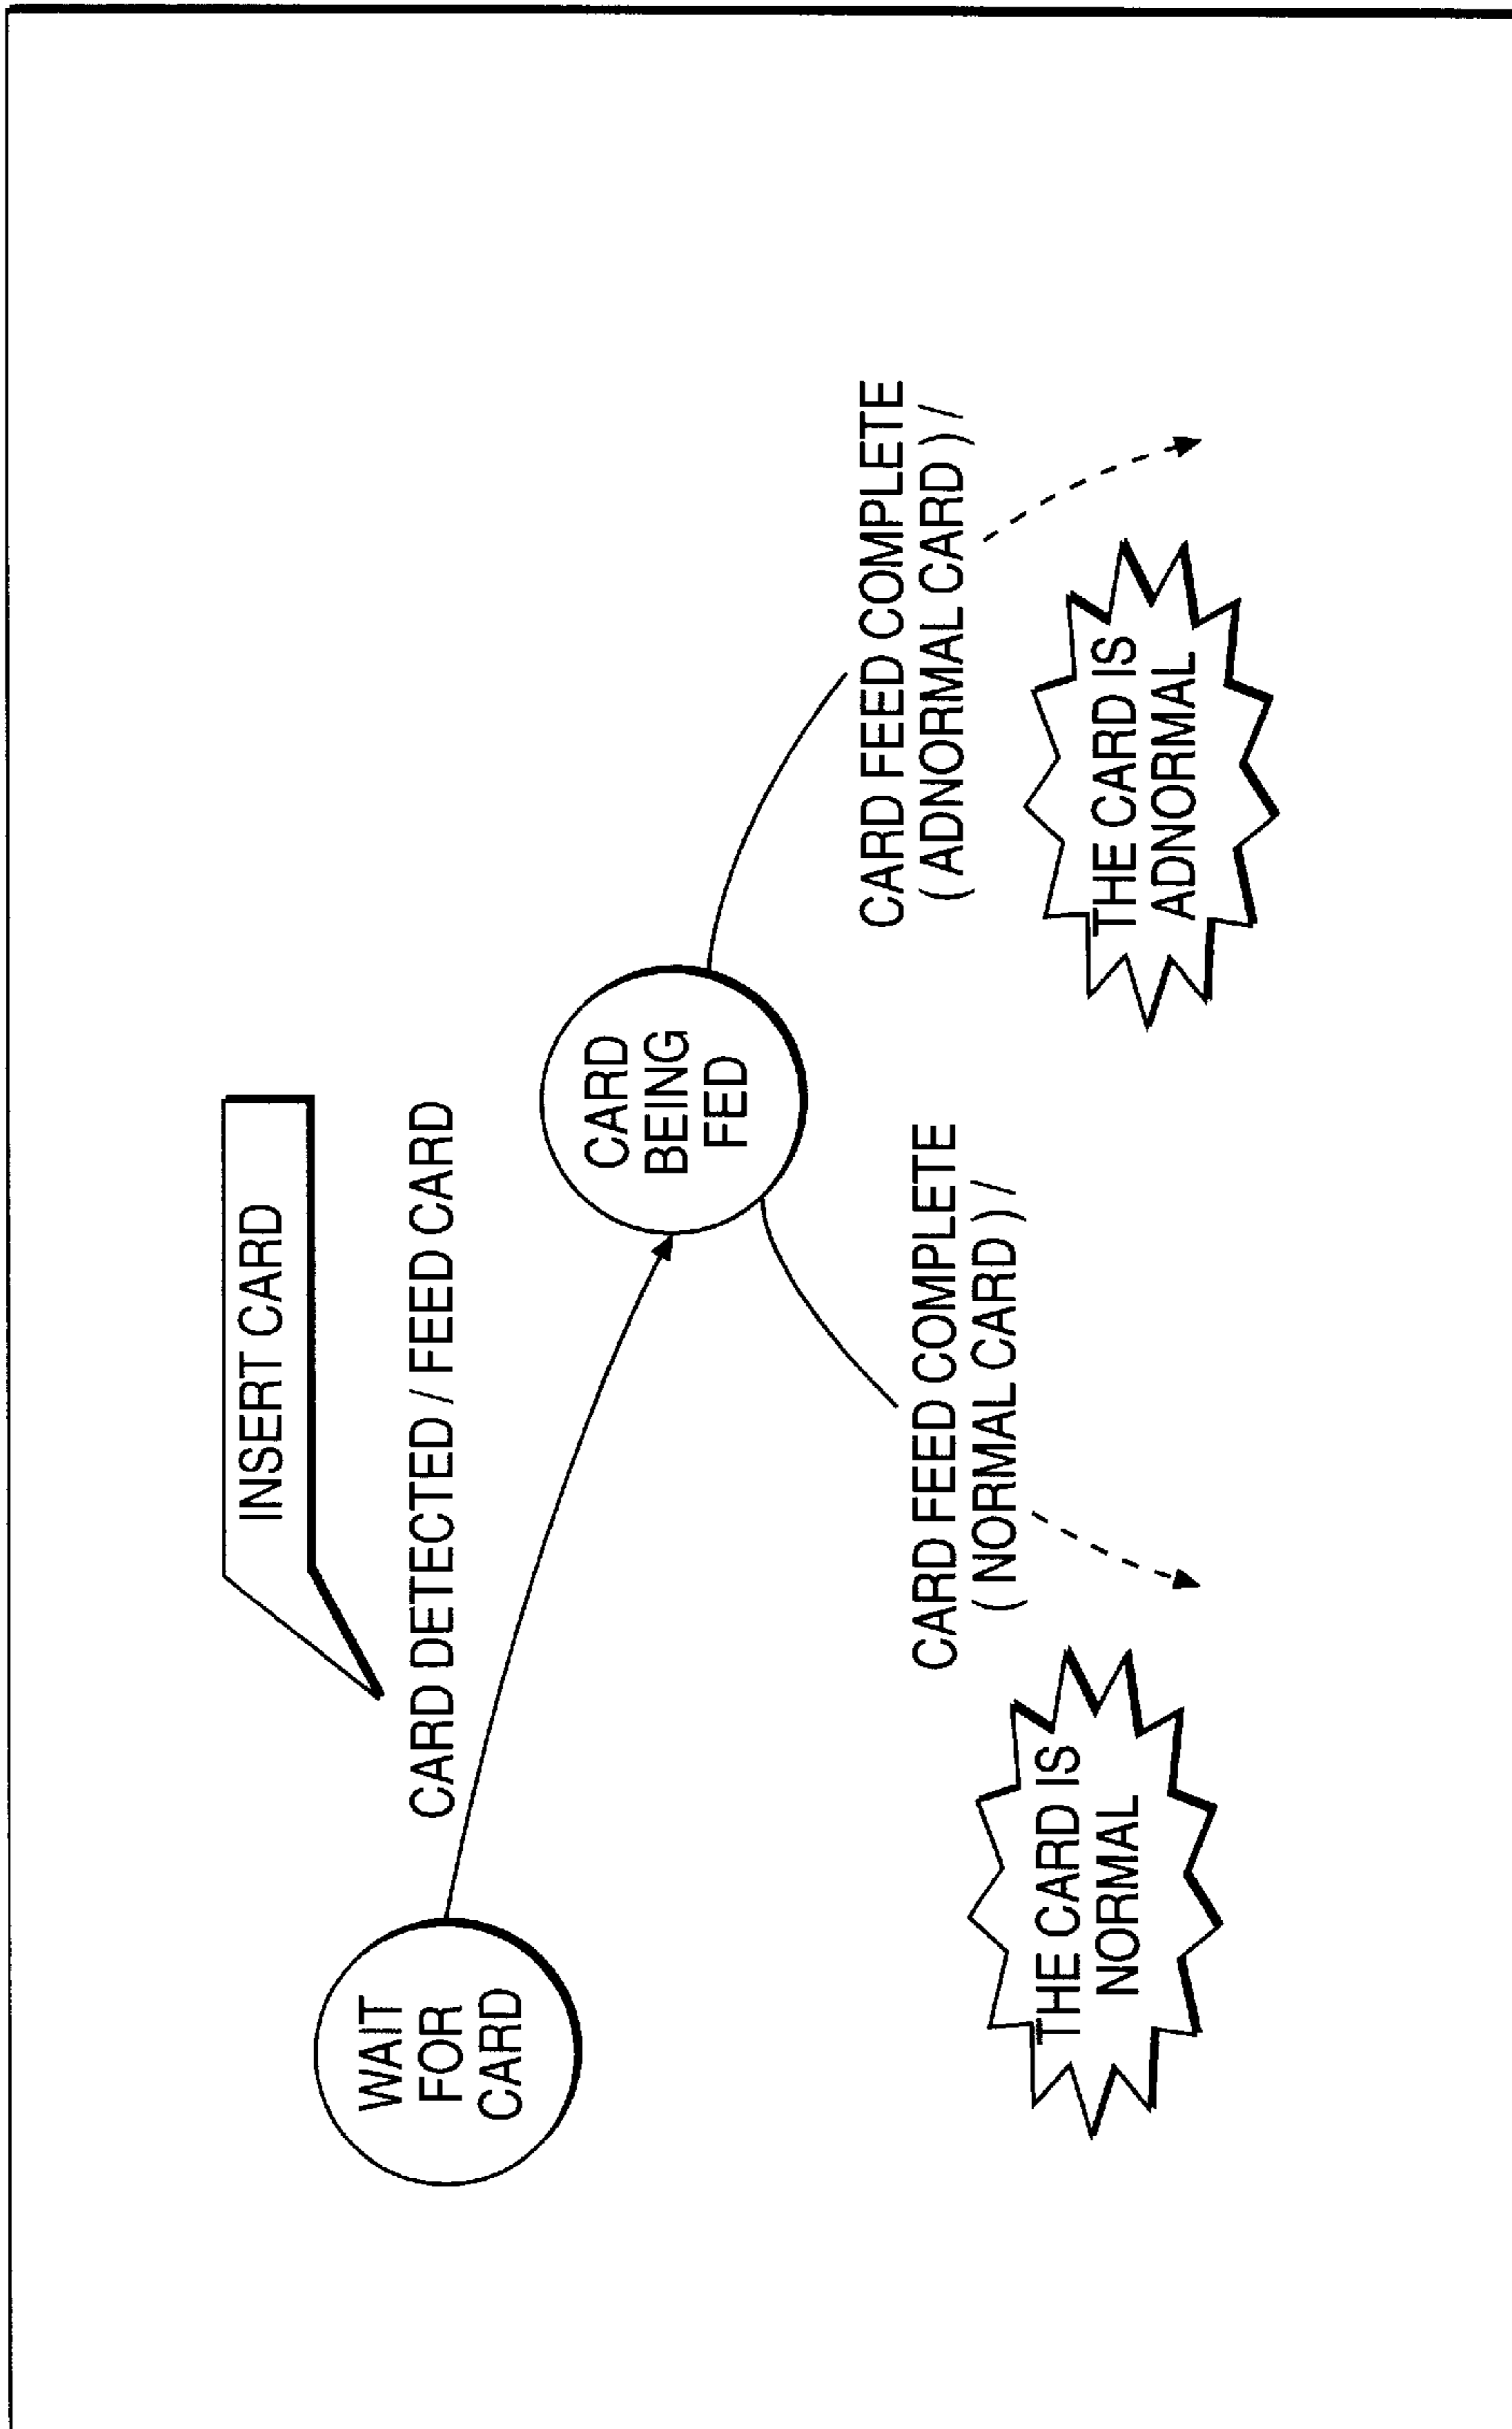 INSERT CARD
CARD DETECTED / FEED CARD
WAIT
FOR
CARD
CARD
BEING
FED
CARD FEED COMPLETE
( NORMAL CARD ) /
THE CARD IS
NORMAL
CARD FEED COMPLETE
( ADNORMAL CARD ) /
THE CARD IS
ADNORMAL